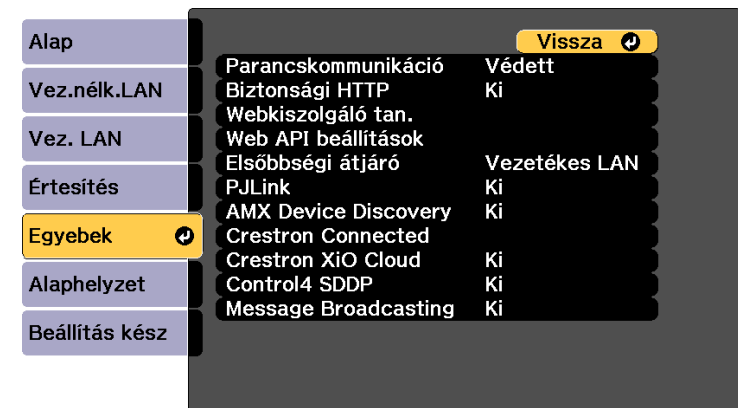 Alap
Vez.nélk.LAN
Vez. LAN
Értesítés
Egyebek
Alaphelyzet
Beállítás kész
Vissza
Parancskommunikáció Védett
Biztonsági HTTP Ki
Webkiszolgáló tan.
Web API beállítások
Elsőbbségi átjáró Vezetékes LAN
PJLink Ki
AMX Device Discovery Ki
Crestron Connected
Crestron XiO Cloud Ki
Control4 SDDP Ki
Message Broadcasting Ki